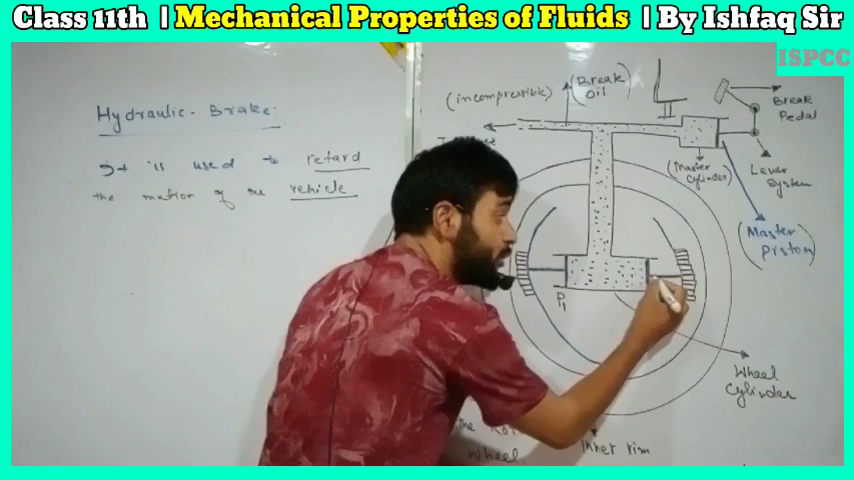 Class 11th | Mechanical Properties of Fluids | By Ishfaq Sir
ISPCC
Hydraulic - Brake.
It is used to retard
the motion of the vehicle
(incompressible)
(Break
Oil)
Break
Pedal
(Master
Cylinder)
Lever
System
(Master
Piston)
P1
Wheel
Cylinder
the
Wheel
Inner rim